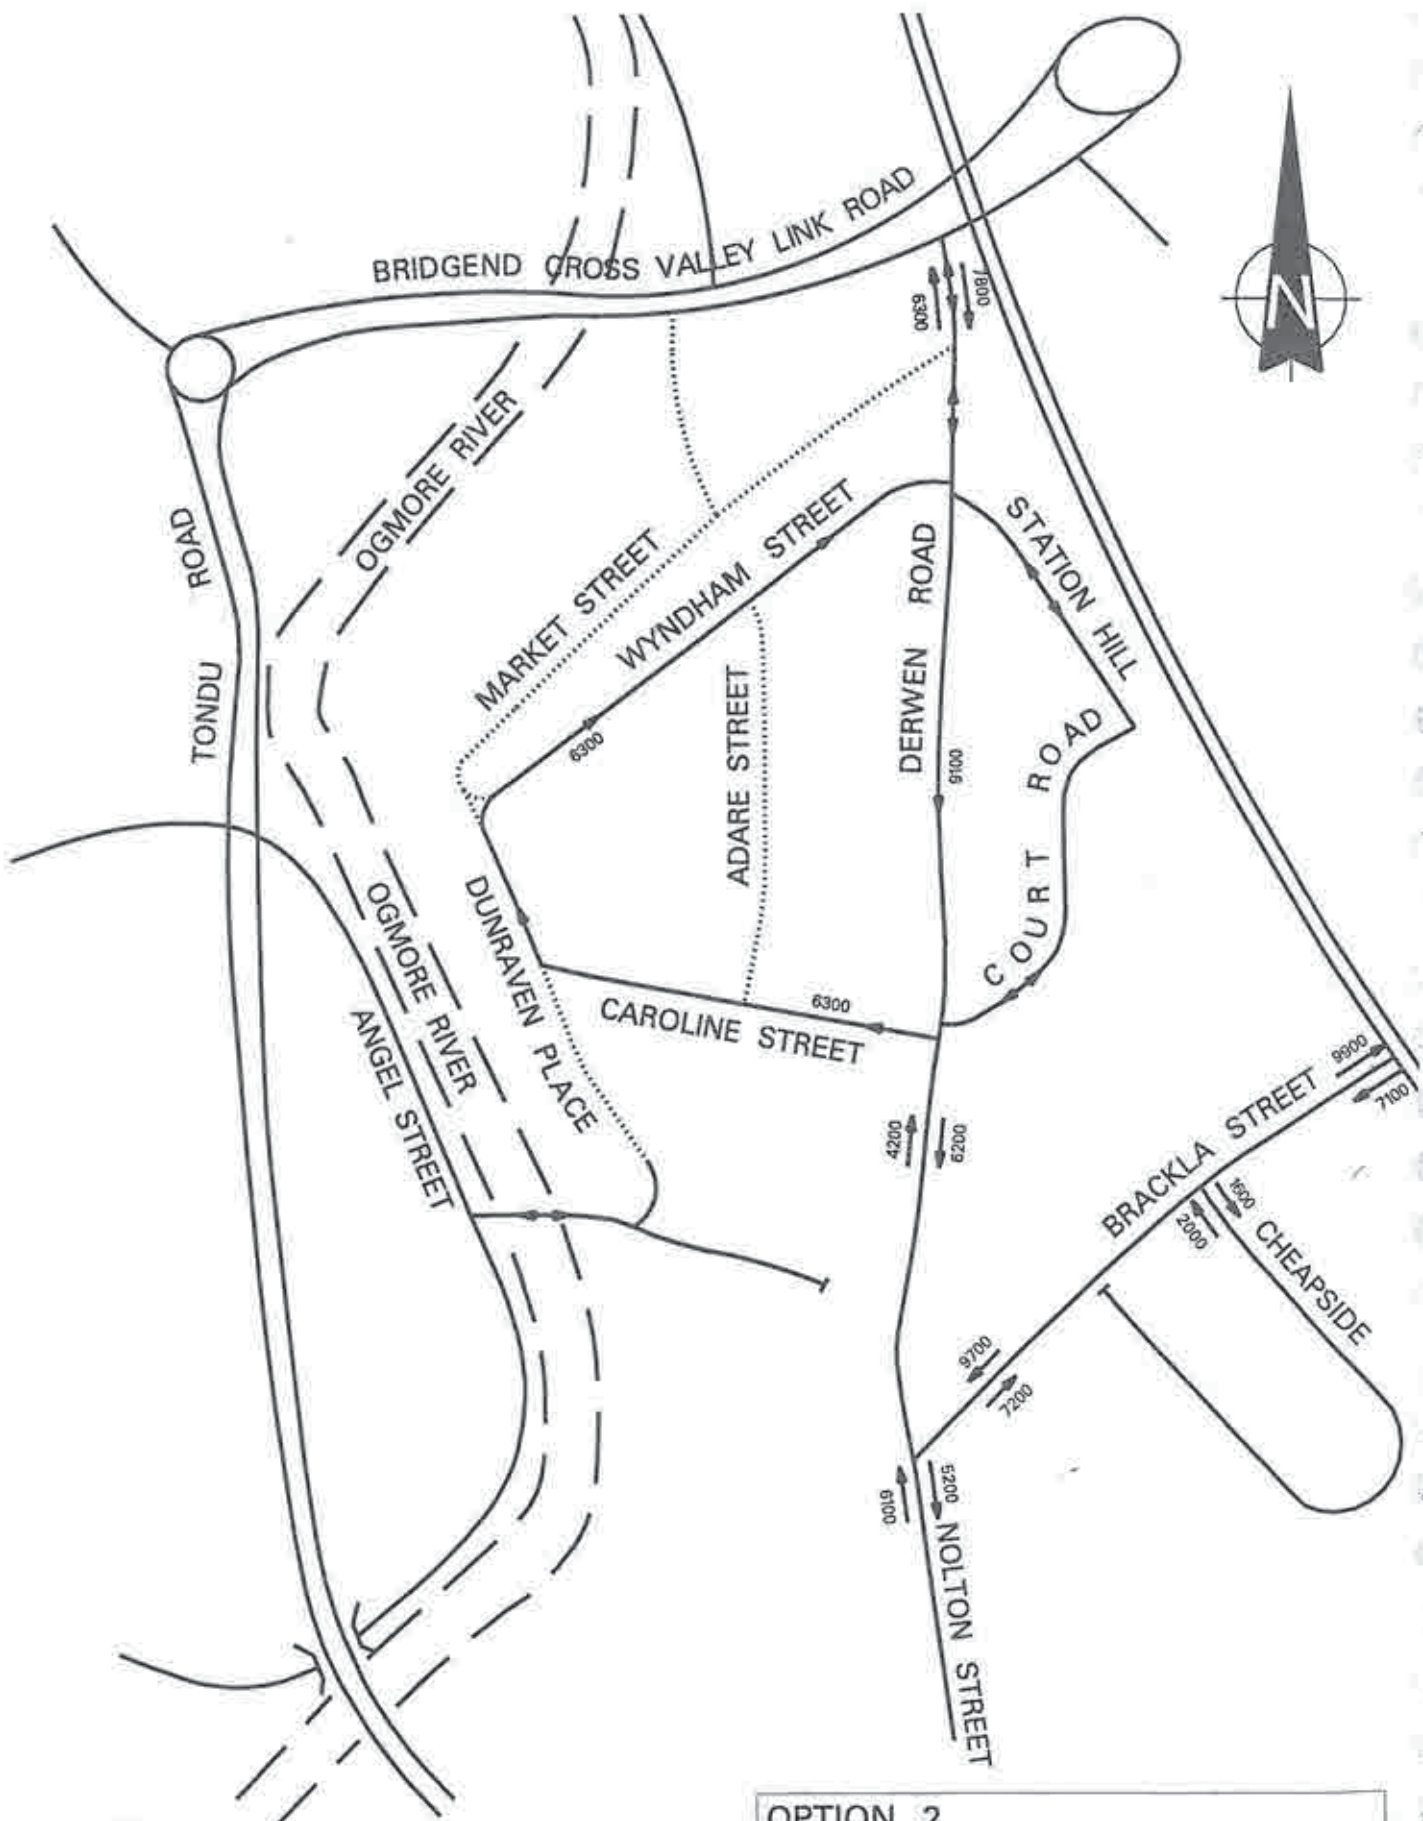 BRIDGEND CROSS VALLEY LINK ROAD
6300
7800
N
OGMORE RIVER
TONDU ROAD
MARKET STREET
WYNDHAM STREET
6300
STATION HILL
DERWEN ROAD
9100
ADARE STREET
COURT ROAD
DUNRAVEN PLACE
OGMORE RIVER
ANGEL STREET
CAROLINE STREET
6300
4200
6200
BRACKLA STREET
9900
7100
1600
2000
CHEAPSIDE
9700
7200
6100
5200
NOLTON STREET
OPTION 2